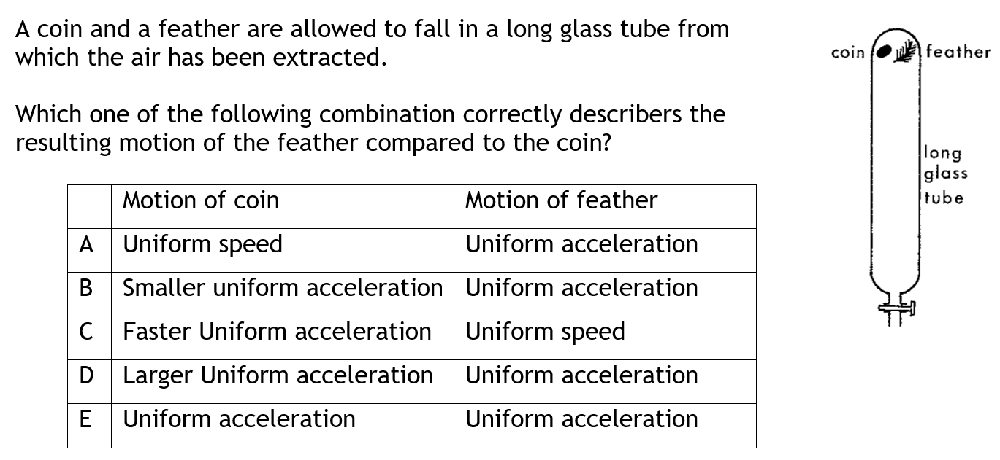 A coin and a feather are allowed to fall in a long glass tube from
which the air has been extracted.
Which one of the following combination correctly describers the
resulting motion of the feather compared to the coin?
Motion of coin Motion of feather
A Uniform speed Uniform acceleration
B Smaller uniform acceleration Uniform acceleration
C Faster Uniform acceleration Uniform speed
D Larger Uniform acceleration Uniform acceleration
E Uniform acceleration Uniform acceleration
coin feather
long
glass
tube